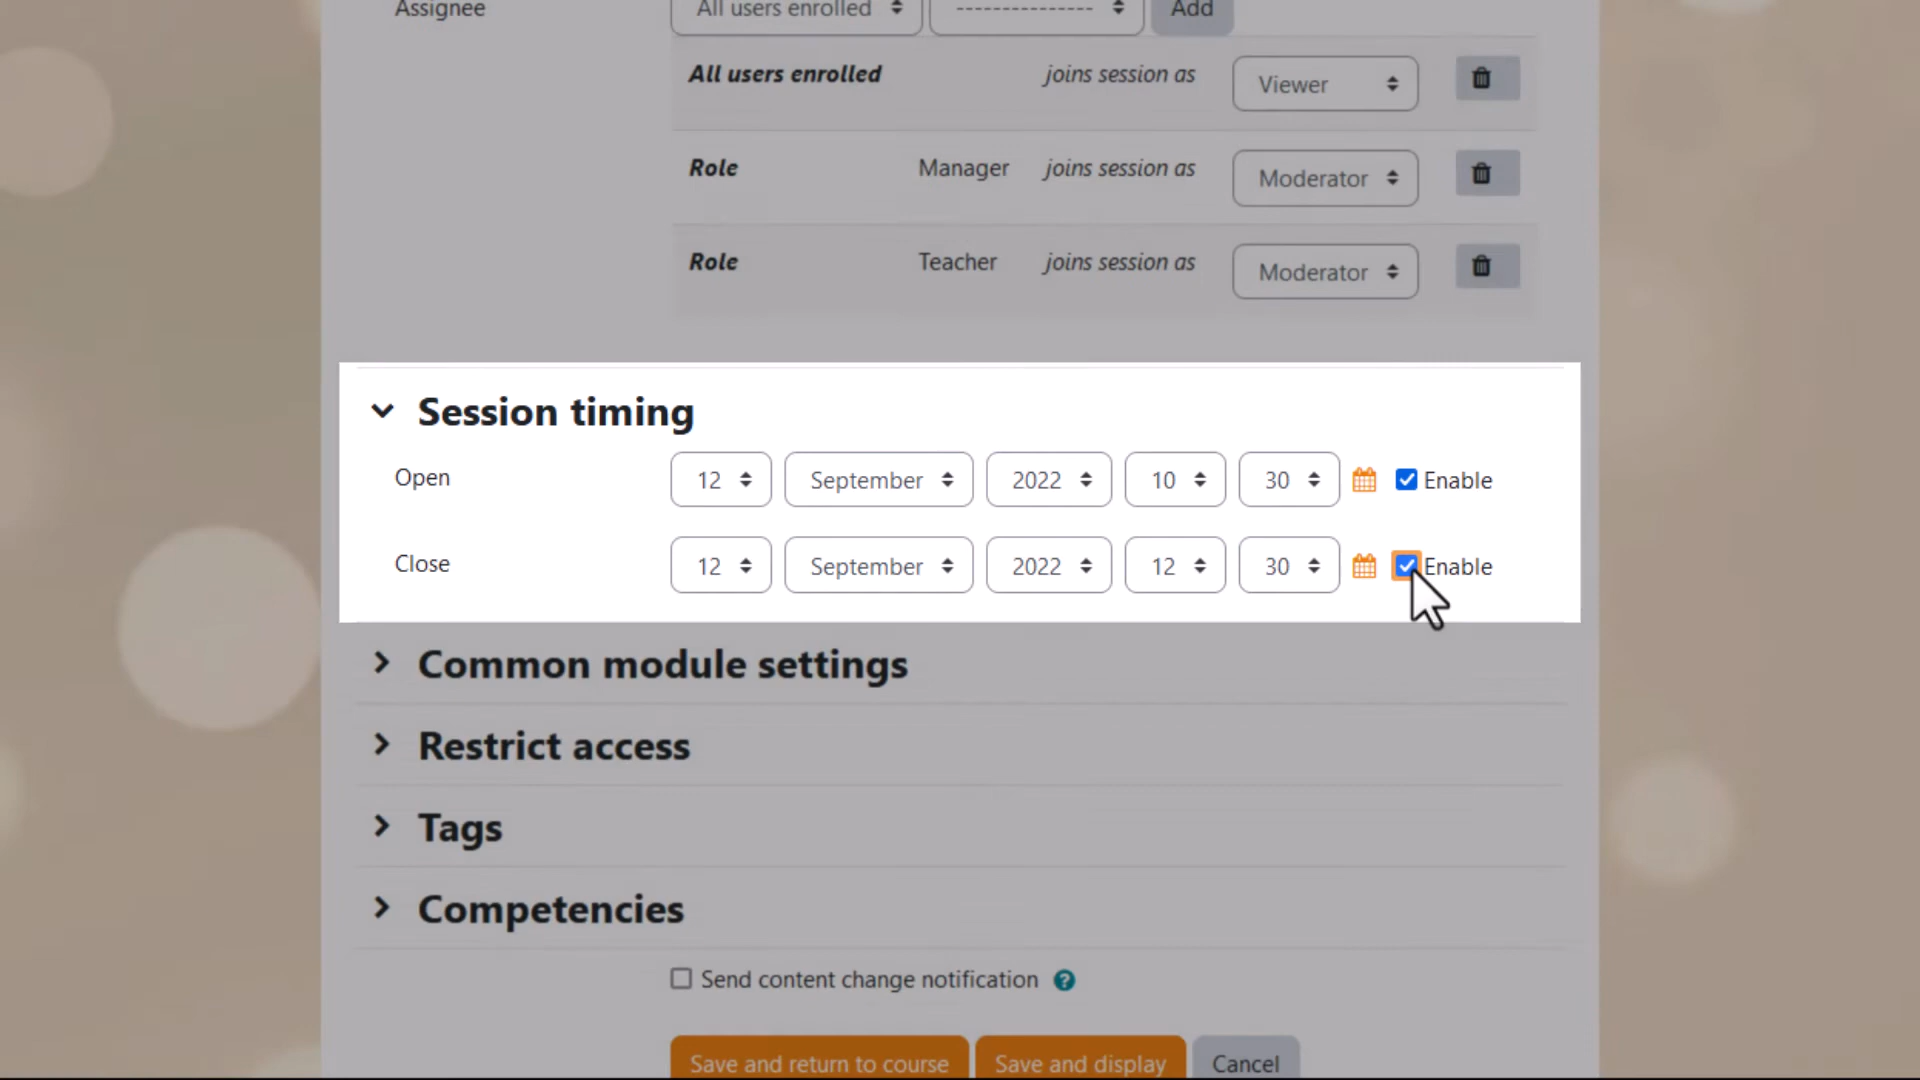 Assignee All users enrolled --------------- Add
All users enrolled joins session as Viewer
Role Manager joins session as Moderator
Role Teacher joins session as Moderator
Session timing
Open 12 September 2022 10 30 Enable
Close 12 September 2022 12 30 Enable
Common module settings
Restrict access
Tags
Competencies
Send content change notification ?
Save and return to course Save and display Cancel